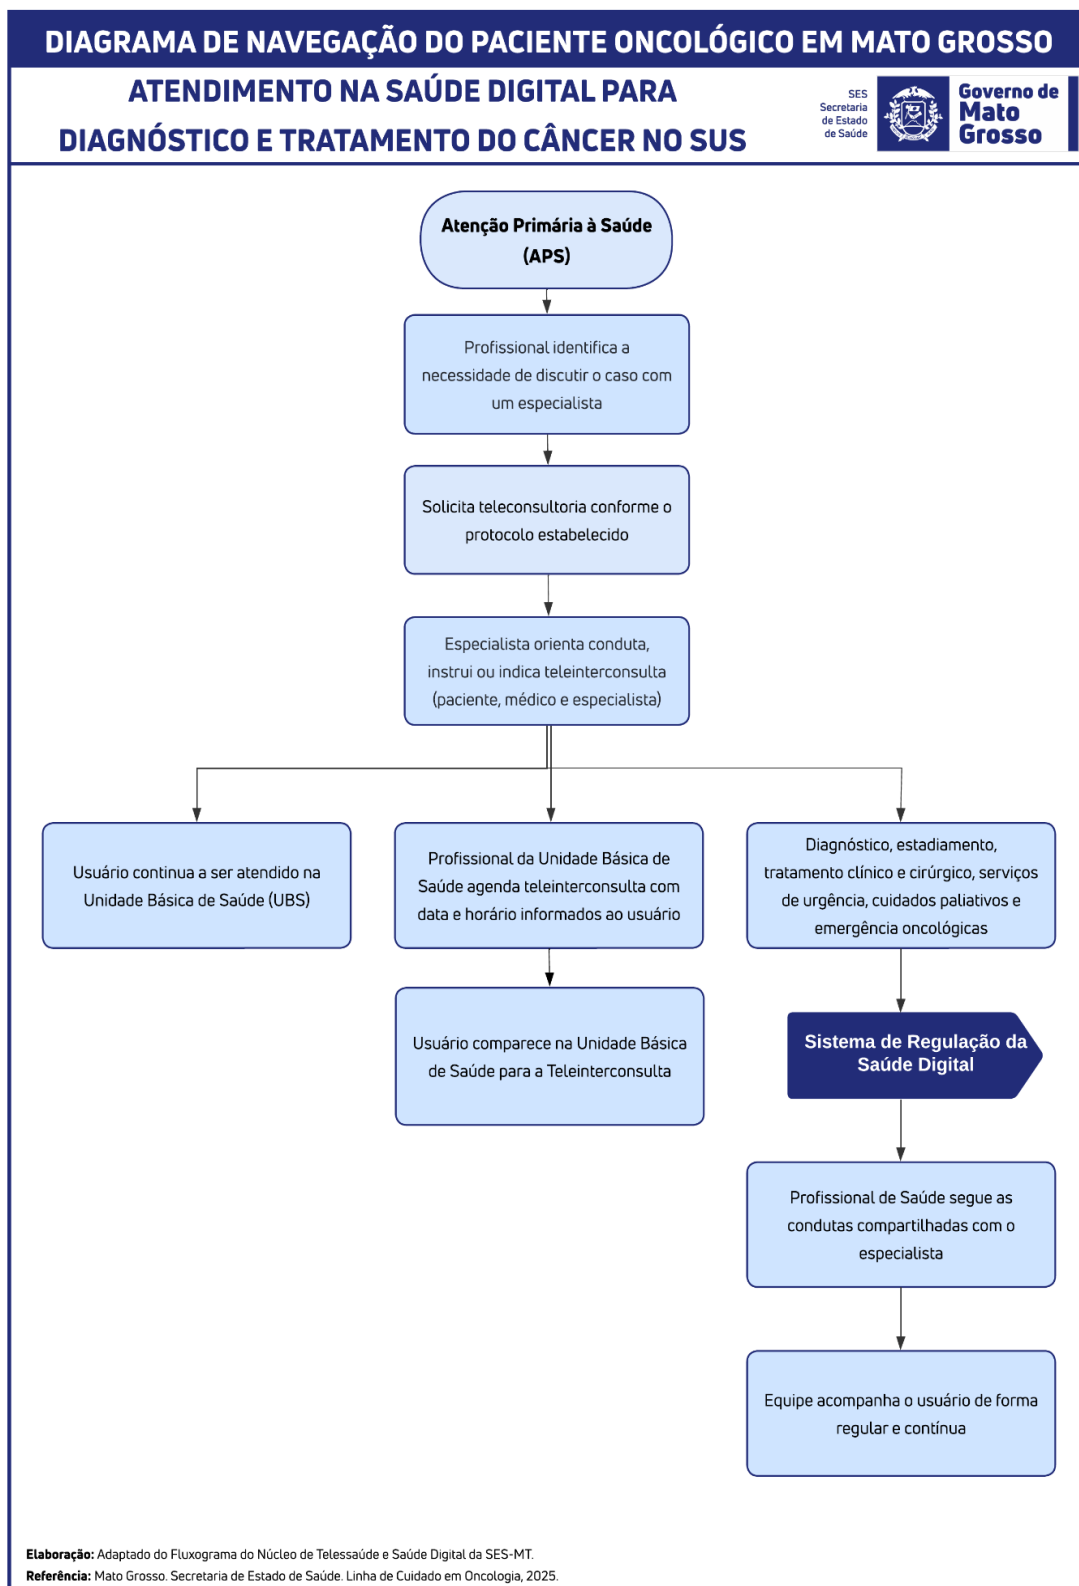 DIAGRAMA DE NAVEGAÇÃO DO PACIENTE ONCOLÓGICO EM MATO GROSSO
ATENDIMENTO NA SAÚDE DIGITAL PARA
DIAGNÓSTICO E TRATAMENTO DO CÂNCER NO SUS
SES
Secretaria
de Estado
de Saúde
Governo de
Mato
Grosso
Atenção Primária à Saúde
(APS)
Profissional identifica a
necessidade de discutir o caso com
um especialista
Solicita teleconsultoria conforme o
protocolo estabelecido
Especialista orienta conduta,
instrui ou indica teleinterconsulta
(paciente, médico e especialista)
Usuário continua a ser atendido na
Unidade Básica de Saúde (UBS)
Profissional da Unidade Básica de
Saúde agenda teleinterconsulta com
data e horário informados ao usuário
Diagnóstico, estadiamento,
tratamento clínico e cirúrgico, serviços
de urgência, cuidados paliativos e
emergência oncológicas
Usuário comparece na Unidade Básica
de Saúde para a Teleinterconsulta
Sistema de Regulação da
Saúde Digital
Profissional de Saúde segue as
condutas compartilhadas com o
especialista
Equipe acompanha o usuário de forma
regular e contínua
Elaboração: Adaptado do Fluxograma do Núcleo de Telessaúde e Saúde Digital da SES-MT.
Referência: Mato Grosso. Secretaria de Estado de Saúde. Linha de Cuidado em Oncologia, 2025.